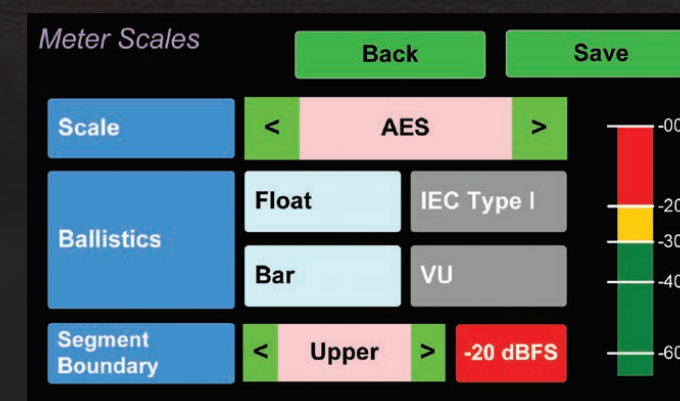 Meter Scales
Back
Save
Scale
<
AES
>
Ballistics
Float
IEC Type I
Bar
VU
Segment
Boundary
<
Upper
>
-20 dBFS
-00
-20
-30
-40
-60